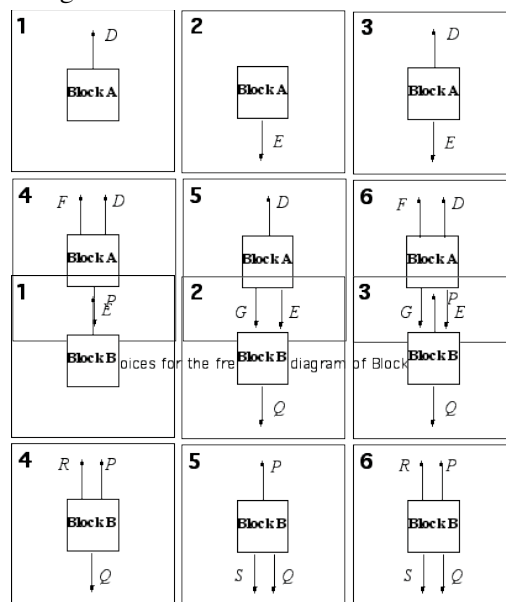 1 D 2 3 D
Block A Block A Block A
E E
4 F D 5 D 6 F D
Block A Block A Block A
1 P E 2 G E 3 G P E
Block B Block B Block B
oices for the fre diagram of Block
Q Q
4 R P 5 P 6 R P
Block B Block B Block B
Q S Q S Q